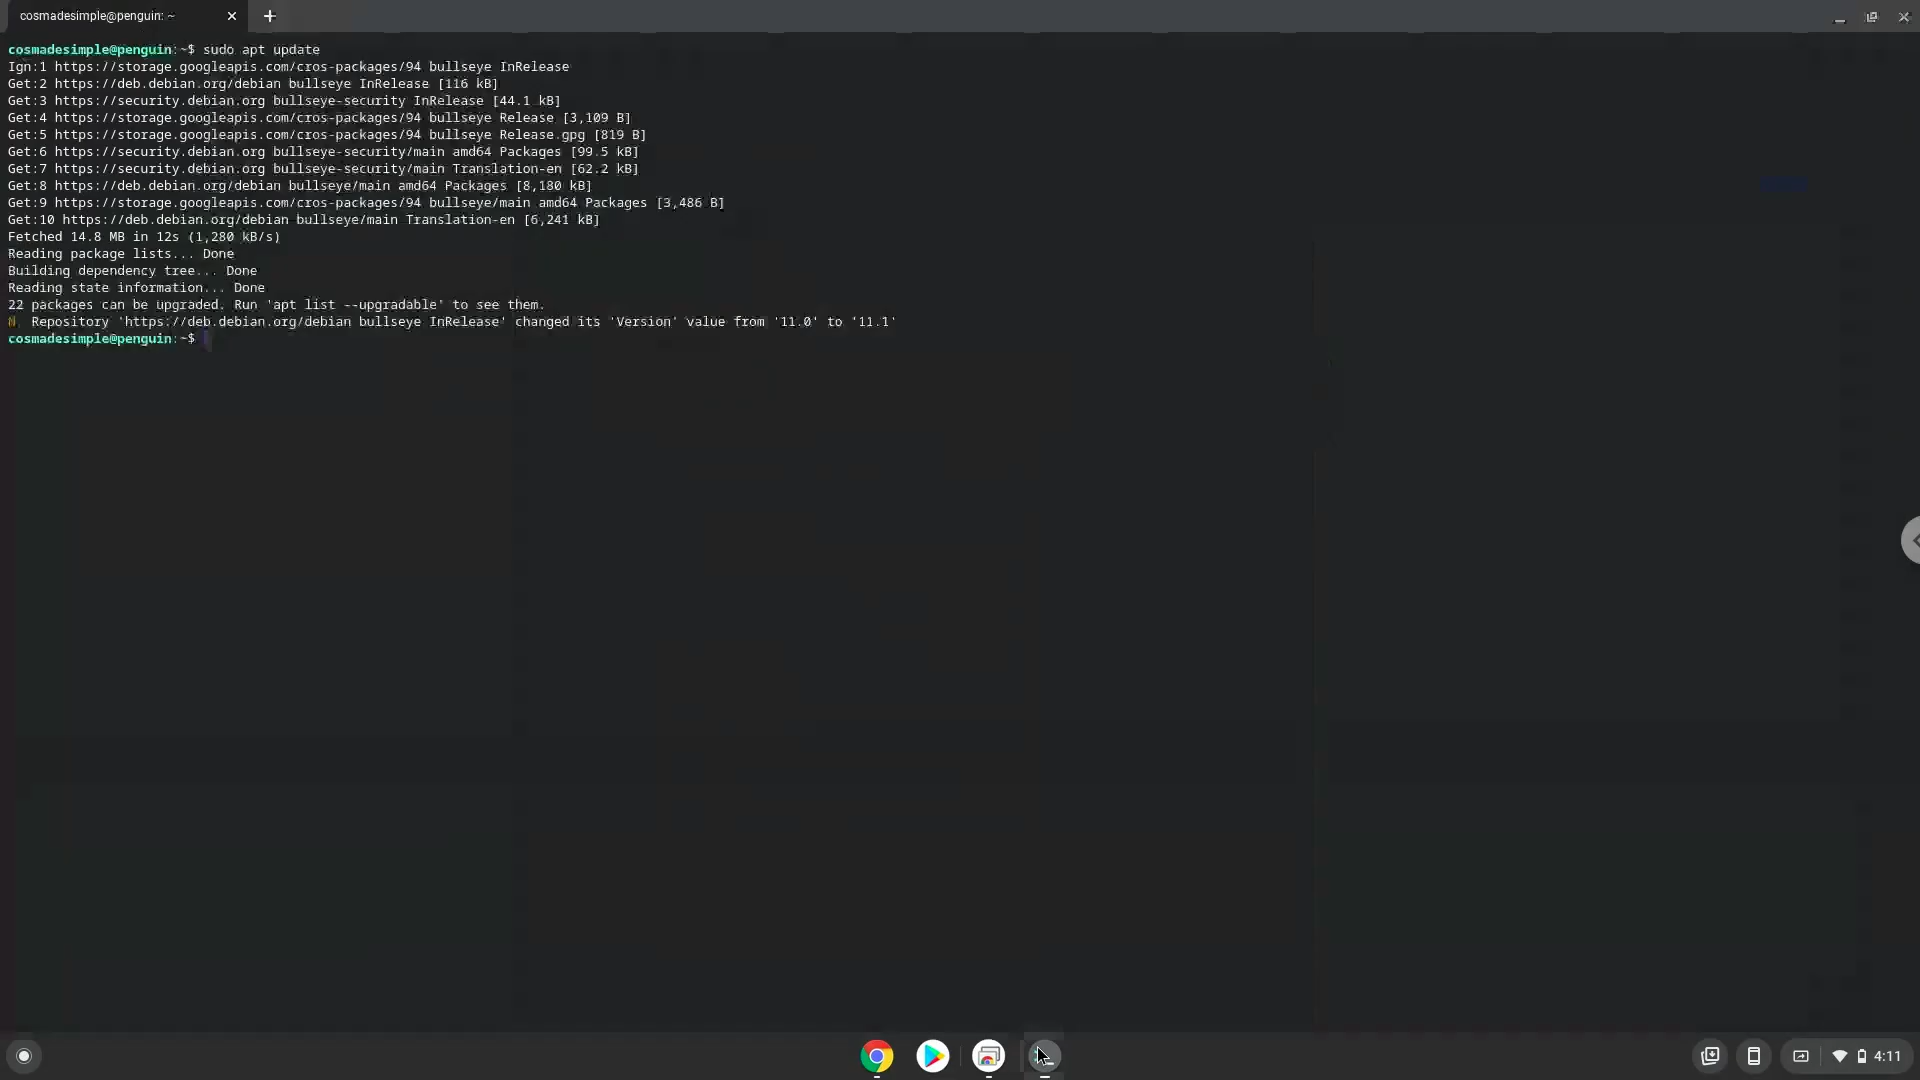 cosmadesimple@penguin: ~
cosmadesimple@penguin:~$ sudo apt update
Ign:1 https://storage.googleapis.com/cros-packages/94 bullseye InRelease
Get:2 https://deb.debian.org/debian bullseye InRelease [116 kB]
Get:3 https://security.debian.org bullseye-security InRelease [44.1 kB]
Get:4 https://storage.googleapis.com/cros-packages/94 bullseye Release [3,109 B]
Get:5 https://storage.googleapis.com/cros-packages/94 bullseye Release.gpg [819 B]
Get:6 https://security.debian.org bullseye-security/main amd64 Packages [99.5 kB]
Get:7 https://security.debian.org bullseye-security/main Translation-en [62.2 kB]
Get:8 https://deb.debian.org/debian bullseye/main amd64 Packages [8,180 kB]
Get:9 https://storage.googleapis.com/cros-packages/94 bullseye/main amd64 Packages [3,486 B]
Get:10 https://deb.debian.org/debian bullseye/main Translation-en [6,241 kB]
Fetched 14.8 MB in 12s (1,280 kB/s)
Reading package lists... Done
Building dependency tree... Done
Reading state information... Done
22 packages can be upgraded. Run 'apt list --upgradable' to see them.
Repository 'https://deb.debian.org/debian bullseye InRelease' changed its 'Version' value from '11.0' to '11.1'
cosmadesimple@penguin:~$
4:11